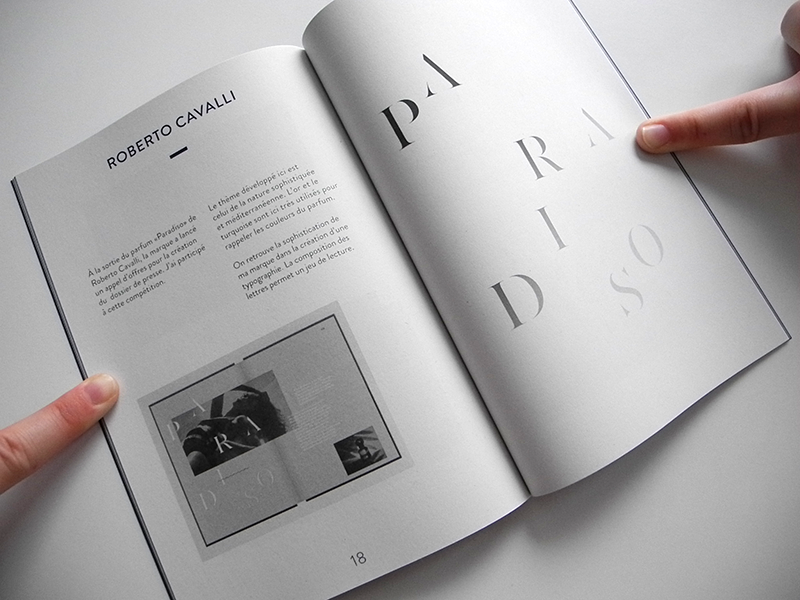 ROBERTO CAVALLI
À la sortie du parfum «Paradiso» de
Roberto Cavalli, la marque a lancé
un appel d'offres pour la création
du dossier de presse. J'ai participé
à cette compétition.
Le thème développé ici est
celui de la nature sophistiquée
et méditerranéenne. L'or et le
turquoise sont ici très utilisés pour
rappeler les couleurs du parfum.
On retrouve la sophistication de
ma marque dans la création d'une
typographie. La composition des
lettres permet un jeu de lecture.
PA
RA
I
D SO
18
PA
RA
I
D SO